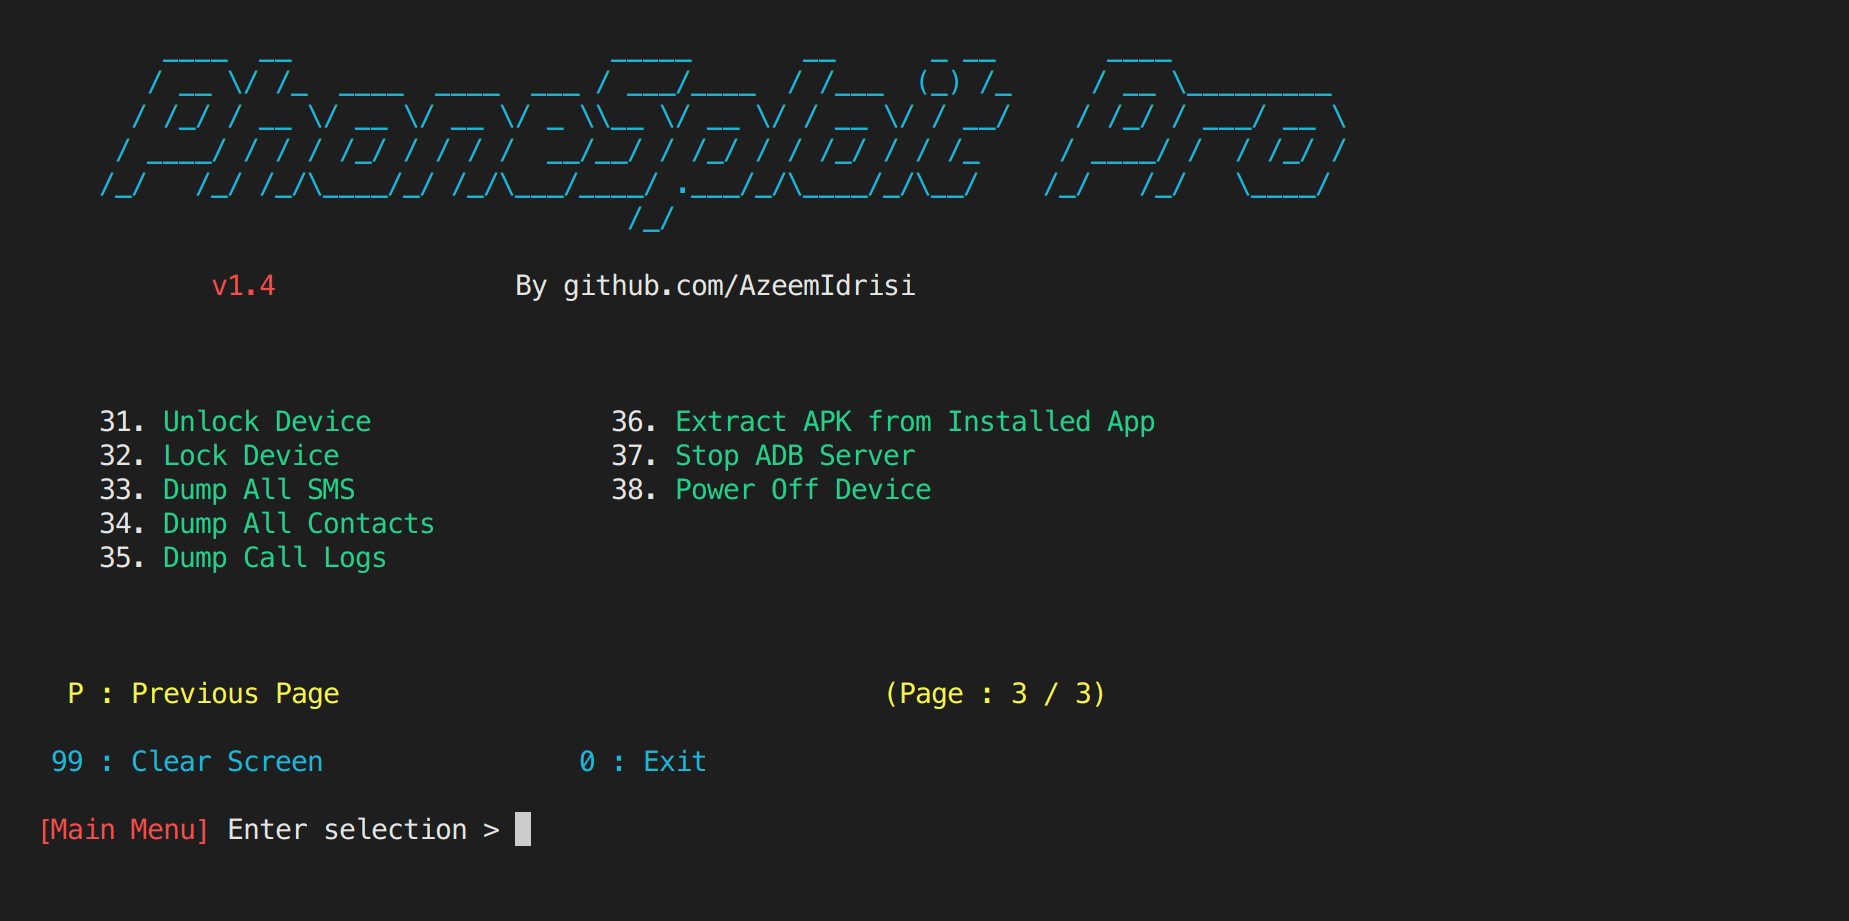 PhoneSploit Pro
v1.4 By github.com/AzeemIdrisi
31. Unlock Device 36. Extract APK from Installed App
32. Lock Device 37. Stop ADB Server
33. Dump All SMS 38. Power Off Device
34. Dump All Contacts
35. Dump Call Logs
P : Previous Page (Page : 3 / 3)
99 : Clear Screen 0 : Exit
[Main Menu] Enter selection >